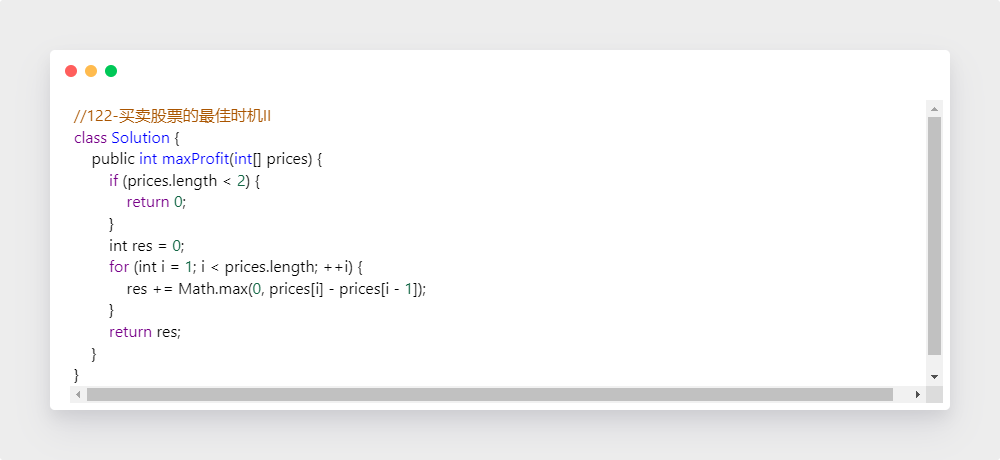 //122-买卖股票的最佳时机II
class Solution {
    public int maxProfit(int[] prices) {
        if (prices.length < 2) {
            return 0;
        }
        int res = 0;
        for (int i = 1; i < prices.length; ++i) {
            res += Math.max(0, prices[i] - prices[i - 1]);
        }
        return res;
    }
}